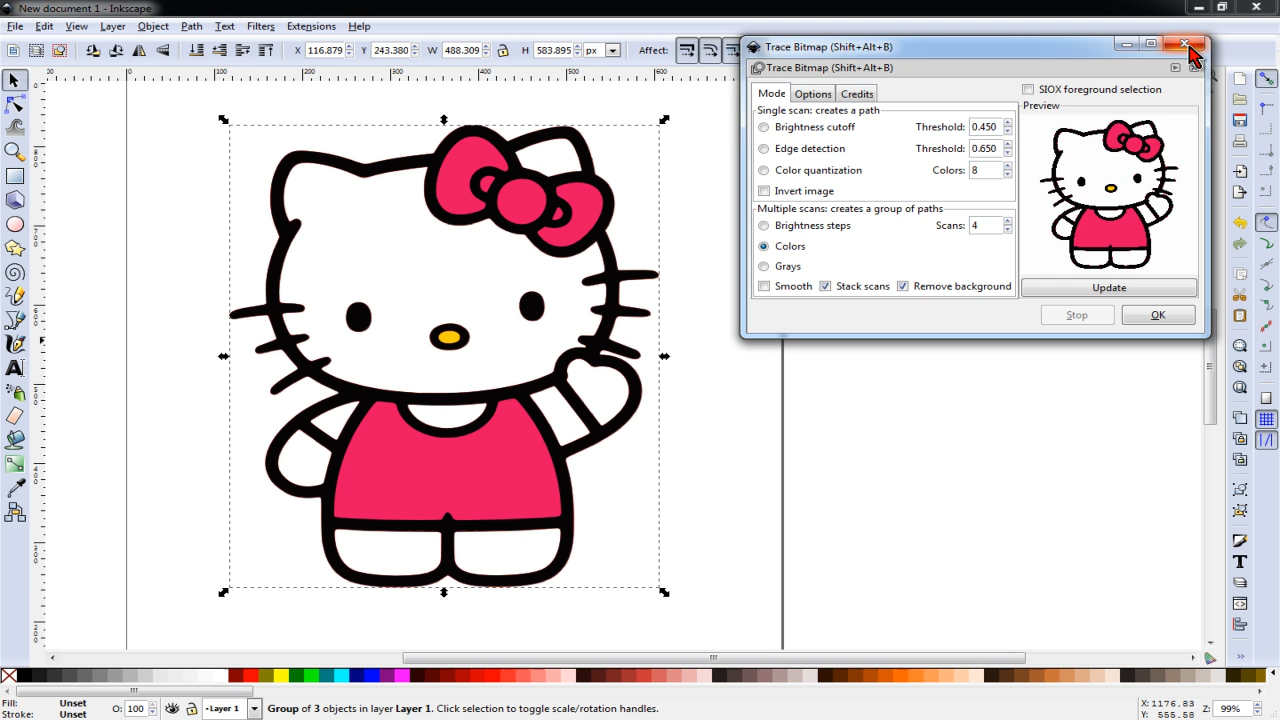 New document 1 - Inkscape
File Edit View Layer Object Path Text Filters Extensions Help
X 116.879 Y 243.380 W 488.309 H 583.895 px Affect:
Trace Bitmap (Shift+Alt+B)
Trace Bitmap (Shift+Alt+B)
Mode Options Credits
SIOX foreground selection
Single scan: creates a path
Preview
Brightness cutoff Threshold: 0.450
Edge detection Threshold: 0.650
Color quantization Colors: 8
Invert image
Multiple scans: creates a group of paths
Brightness steps Scans: 4
Colors
Grays
Smooth Stack scans Remove background
Update
Stop OK
Fill: Unset
Stroke: Unset
O: 100
Layer 1
Group of 3 objects in layer Layer 1. Click selection to toggle scale/rotation handles.
X: 1176.83
Y: 555.58
Z: 99%